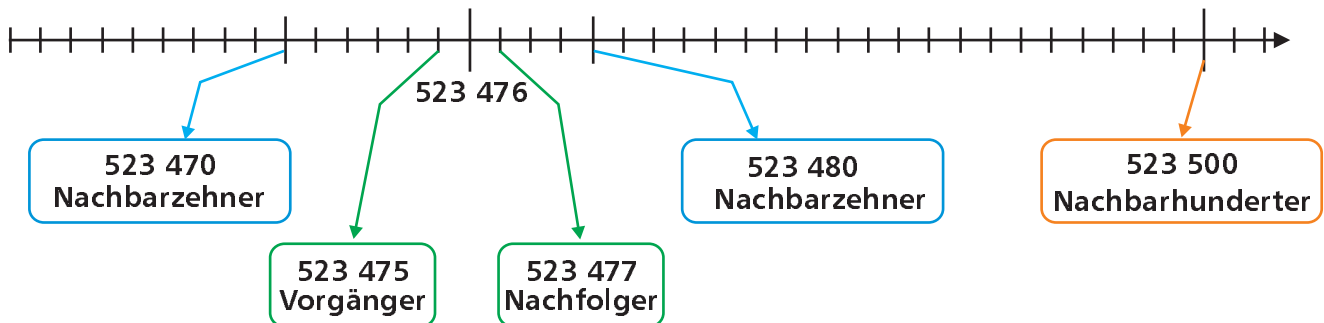 523 476
523 470
Nachbarzehner
523 480
Nachbarzehner
523 500
Nachbarhunderter
523 475
Vorgänger
523 477
Nachfolger